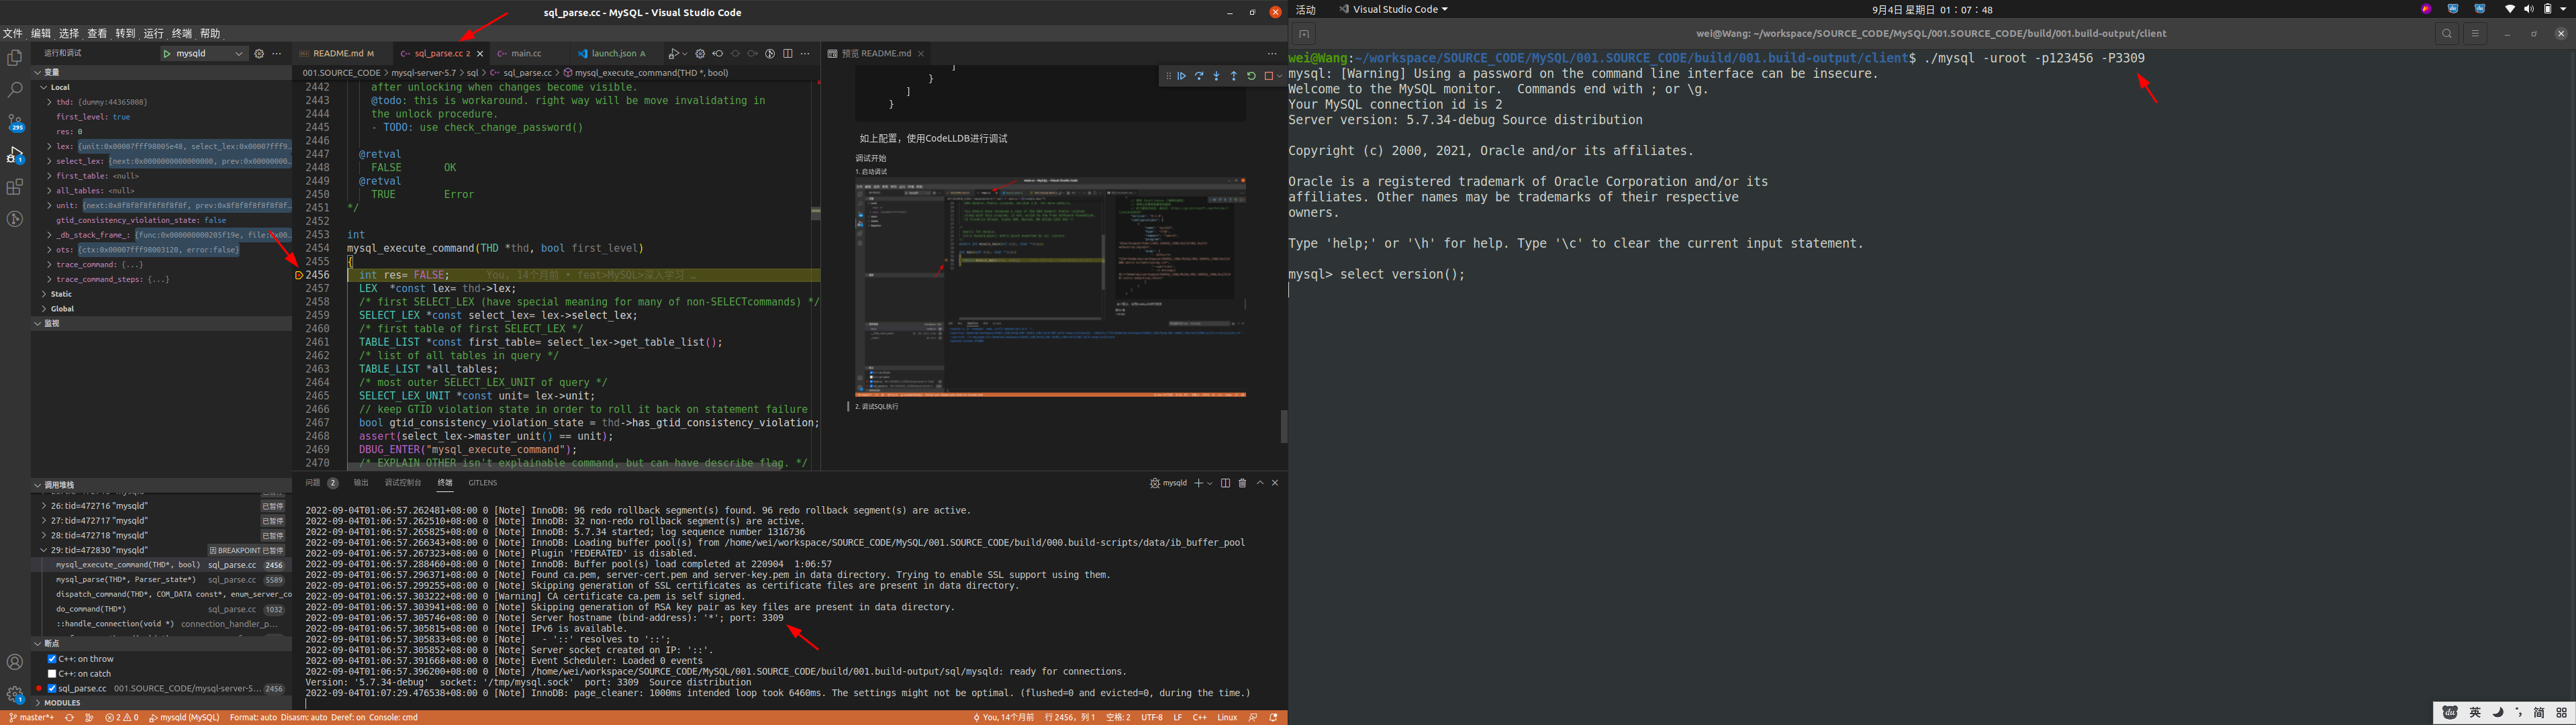 sql_parse.cc - MySQL - Visual Studio Code
文件 编辑 选择 查看 转到 运行 终端 帮助
运行和调试
mysqld
变量
Local
thd: {dummy:44365008}
first_level: true
res: 0
lex: {unit:0x00007fff98005e48, select_lex:0x00007fff9...
select_lex: {next:0x0000000000000000, prev:0x00000000...
first_table: <null>
all_tables: <null>
unit: {next:0x8f8f8f8f8f8f8f8f, prev:0x8f8f8f8f8f8f8f...
gtid_consistency_violation_state: false
_db_stack_frame_: {func:0x000000000205f19e, file:0x00...
ots: {ctx:0x00007fff98003120, error:false}
trace_command: {...}
trace_command_steps: {...}
Static
Global
监视
调用堆栈
26: tid=472716 "mysqld" 已暂停
27: tid=472717 "mysqld" 已暂停
28: tid=472718 "mysqld" 已暂停
29: tid=472830 "mysqld" 因 BREAKPOINT 已暂停
mysql_execute_command(THD*, bool) sql_parse.cc 2456
mysql_parse(THD*, Parser_state*) sql_parse.cc 5589
dispatch_command(THD*, COM_DATA const*, enum_server_co
do_command(THD*) sql_parse.cc 1032
::handle_connection(void *) connection_handler_p...
断点
C++: on throw
C++: on catch
sql_parse.cc 001.SOURCE_CODE/mysql-server-5.... 2456
MODULES
README.md M
sql_parse.cc 2
main.cc
launch.json A
001.SOURCE_CODE > mysql-server-5.7 > sql > sql_parse.cc > mysql_execute_command(THD *, bool)
2442 after unlocking when changes become visible.
2443 @todo: this is workaround. right way will be move invalidating in
2444 the unlock procedure.
2445 - TODO: use check_change_password()
2446
2447 @retval
2448 FALSE OK
2449 @retval
2450 TRUE Error
2451 */
2452
2453 int
2454 mysql_execute_command(THD *thd, bool first_level)
2455 {
2456 int res= FALSE; You, 14个月前 • feat>MySQL>深入学习 …
2457 LEX *const lex= thd->lex;
2458 /* first SELECT_LEX (have special meaning for many of non-SELECTcommands) */
2459 SELECT_LEX *const select_lex= lex->select_lex;
2460 /* first table of first SELECT_LEX */
2461 TABLE_LIST *const first_table= select_lex->get_table_list();
2462 /* list of all tables in query */
2463 TABLE_LIST *all_tables;
2464 /* most outer SELECT_LEX_UNIT of query */
2465 SELECT_LEX_UNIT *const unit= lex->unit;
2466 // keep GTID violation state in order to roll it back on statement failure
2467 bool gtid_consistency_violation_state = thd->has_gtid_consistency_violation;
2468 assert(select_lex->master_unit() == unit);
2469 DBUG_ENTER("mysql_execute_command");
2470 /* EXPLAIN OTHER isn't explainable command, but can have describe flag. */
预览 README.md
]
}
]
}
如上配置，使用CodeLLDB进行调试
调试开始
1. 启动调试
2. 调试SQL执行
问题 2 输出 调试控制台 终端 GITLENS
mysqld
2022-09-04T01:06:57.262481+08:00 0 [Note] InnoDB: 96 redo rollback segment(s) found. 96 redo rollback segment(s) are active.
2022-09-04T01:06:57.262510+08:00 0 [Note] InnoDB: 32 non-redo rollback segment(s) are active.
2022-09-04T01:06:57.265825+08:00 0 [Note] InnoDB: 5.7.34 started; log sequence number 1316736
2022-09-04T01:06:57.266343+08:00 0 [Note] InnoDB: Loading buffer pool(s) from /home/wei/workspace/SOURCE_CODE/MySQL/001.SOURCE_CODE/build/000.build-scripts/data/ib_buffer_pool
2022-09-04T01:06:57.267323+08:00 0 [Note] Plugin 'FEDERATED' is disabled.
2022-09-04T01:06:57.288460+08:00 0 [Note] InnoDB: Buffer pool(s) load completed at 220904  1:06:57
2022-09-04T01:06:57.296371+08:00 0 [Note] Found ca.pem, server-cert.pem and server-key.pem in data directory. Trying to enable SSL support using them.
2022-09-04T01:06:57.299255+08:00 0 [Note] Skipping generation of SSL certificates as certificate files are present in data directory.
2022-09-04T01:06:57.303222+08:00 0 [Warning] CA certificate ca.pem is self signed.
2022-09-04T01:06:57.303941+08:00 0 [Note] Skipping generation of RSA key pair as key files are present in data directory.
2022-09-04T01:06:57.305746+08:00 0 [Note] Server hostname (bind-address): '*'; port: 3309
2022-09-04T01:06:57.305815+08:00 0 [Note] IPv6 is available.
2022-09-04T01:06:57.305833+08:00 0 [Note]   - '::' resolves to '::';
2022-09-04T01:06:57.305852+08:00 0 [Note] Server socket created on IP: '::'.
2022-09-04T01:06:57.391668+08:00 0 [Note] Event Scheduler: Loaded 0 events
2022-09-04T01:06:57.396200+08:00 0 [Note] /home/wei/workspace/SOURCE_CODE/MySQL/001.SOURCE_CODE/build/001.build-output/sql/mysqld: ready for connections.
Version: '5.7.34-debug'  socket: '/tmp/mysql.sock'  port: 3309  Source distribution
2022-09-04T01:07:29.476538+08:00 0 [Note] InnoDB: page_cleaner: 1000ms intended loop took 6460ms. The settings might not be optimal. (flushed=0 and evicted=0, during the time.)
master*+ 2 0 mysqld (MySQL) Format: auto Disasm: auto Deref: on Console: cmd
You, 14个月前 行 2456，列 1 空格: 2 UTF-8 LF C++ Linux
活动 Visual Studio Code 9月4日 星期日 01：07：48
wei@Wang: ~/workspace/SOURCE_CODE/MySQL/001.SOURCE_CODE/build/001.build-output/client
wei@Wang:~/workspace/SOURCE_CODE/MySQL/001.SOURCE_CODE/build/001.build-output/client$ ./mysql -uroot -p123456 -P3309
mysql: [Warning] Using a password on the command line interface can be insecure.
Welcome to the MySQL monitor.  Commands end with ; or \g.
Your MySQL connection id is 2
Server version: 5.7.34-debug Source distribution
Copyright (c) 2000, 2021, Oracle and/or its affiliates.
Oracle is a registered trademark of Oracle Corporation and/or its
affiliates. Other names may be trademarks of their respective
owners.
Type 'help;' or '\h' for help. Type '\c' to clear the current input statement.
mysql> select version();
英 简